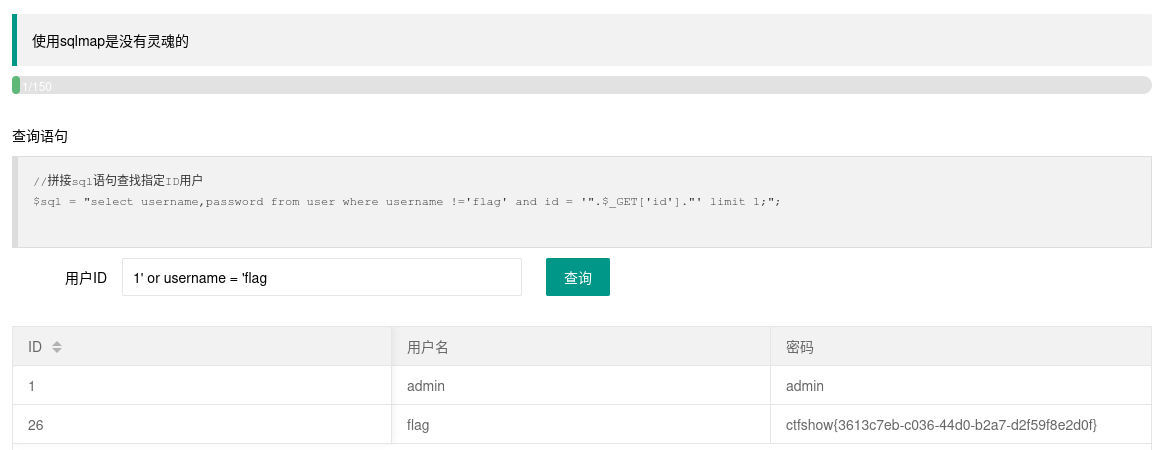 使用sqlmap是没有灵魂的
1/150
查询语句
//拼接sql语句查找指定ID用户
$sql = "select username,password from user where username !='flag' and id = '".$_GET['id']."' limit 1;";
用户ID 1' or username = 'flag 查询
ID 用户名 密码
1 admin admin
26 flag ctfshow{3613c7eb-c036-44d0-b2a7-d2f59f8e2d0f}